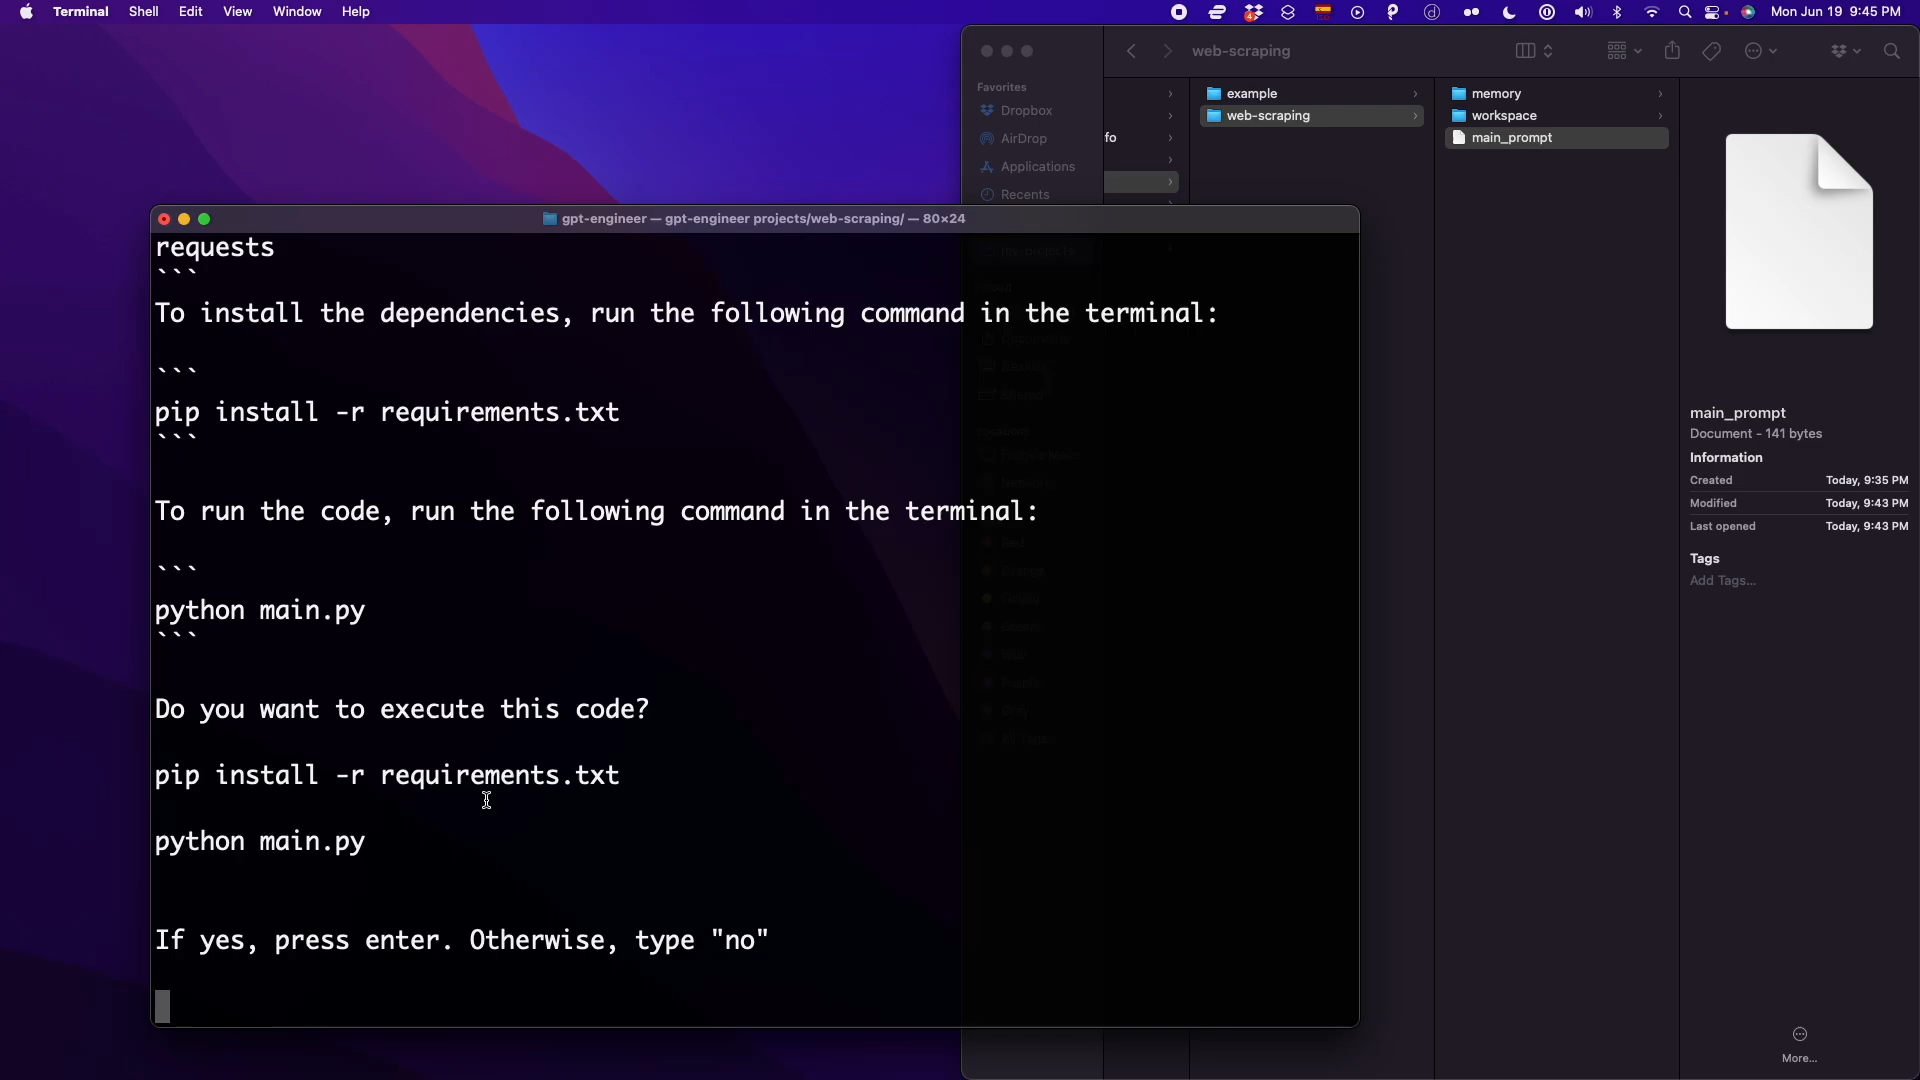 Terminal Shell Edit View Window Help
Mon Jun 19 9:45 PM
web-scraping
Favorites
Dropbox
AirDrop
Applications
Recents
fo
example
web-scraping
memory
workspace
main_prompt
gpt-engineer — gpt-engineer projects/web-scraping/ — 80×24
requests
```
To install the dependencies, run the following command in the terminal:
```
pip install -r requirements.txt
```
To run the code, run the following command in the terminal:
```
python main.py
```
Do you want to execute this code?
pip install -r requirements.txt
python main.py
If yes, press enter. Otherwise, type "no"
main_prompt
Document - 141 bytes
Information
Created Today, 9:35 PM
Modified Today, 9:43 PM
Last opened Today, 9:43 PM
Tags
Add Tags...
More...